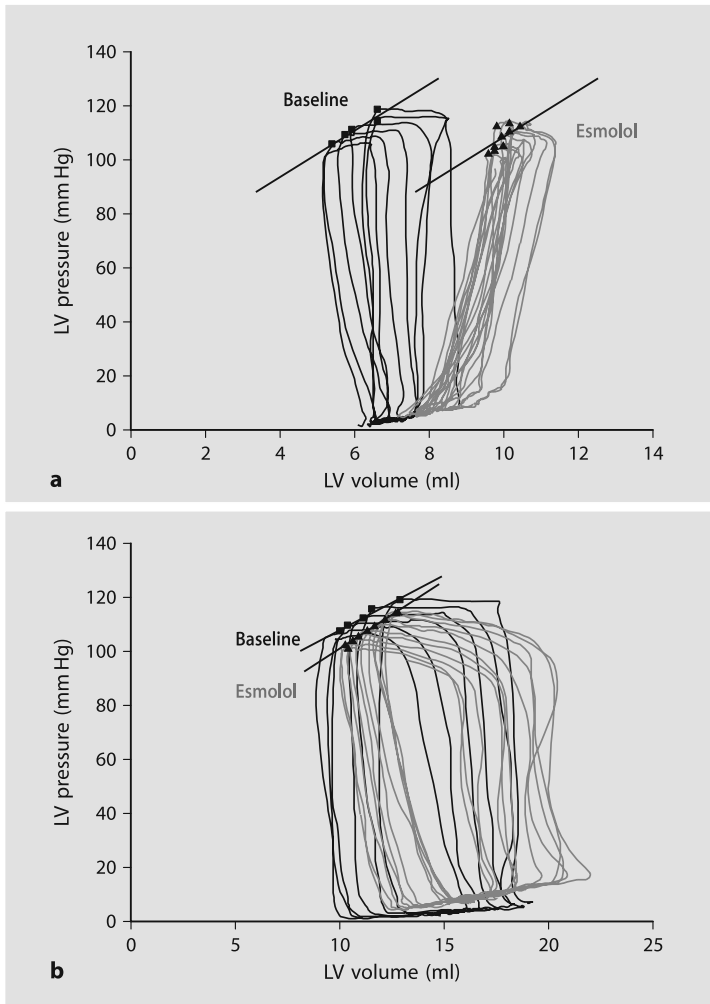 140
120
100
80
60
40
20
0
LV pressure (mm Hg)
Baseline
Esmolol
0 2 4 6 8 10 12 14
LV volume (ml)
a
140
120
100
80
60
40
20
0
LV pressure (mm Hg)
Baseline
Esmolol
0 5 10 15 20 25
LV volume (ml)
b